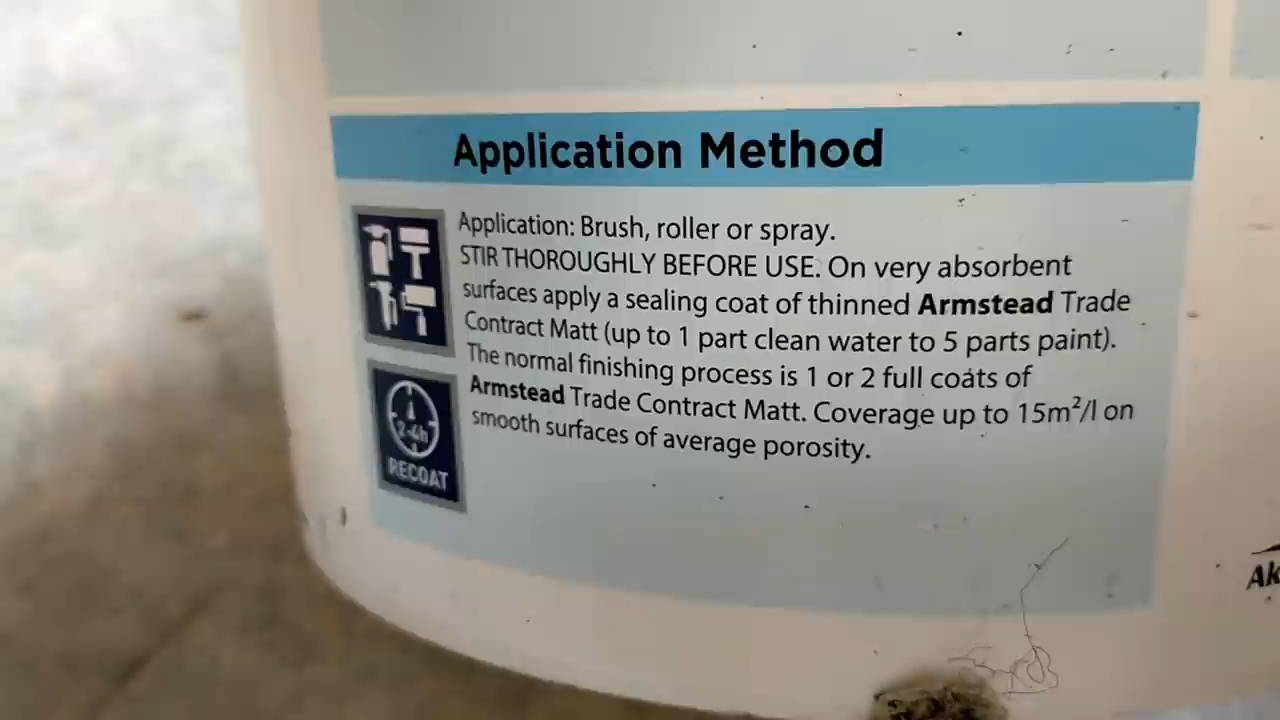 Application Method
Application: Brush, roller or spray.
STIR THOROUGHLY BEFORE USE. On very absorbent
surfaces apply a sealing coat of thinned Armstead Trade
Contract Matt (up to 1 part clean water to 5 parts paint).
The normal finishing process is 1 or 2 full coats of
Armstead Trade Contract Matt. Coverage up to 15m²/l on
smooth surfaces of average porosity.
2-4h
RECOAT